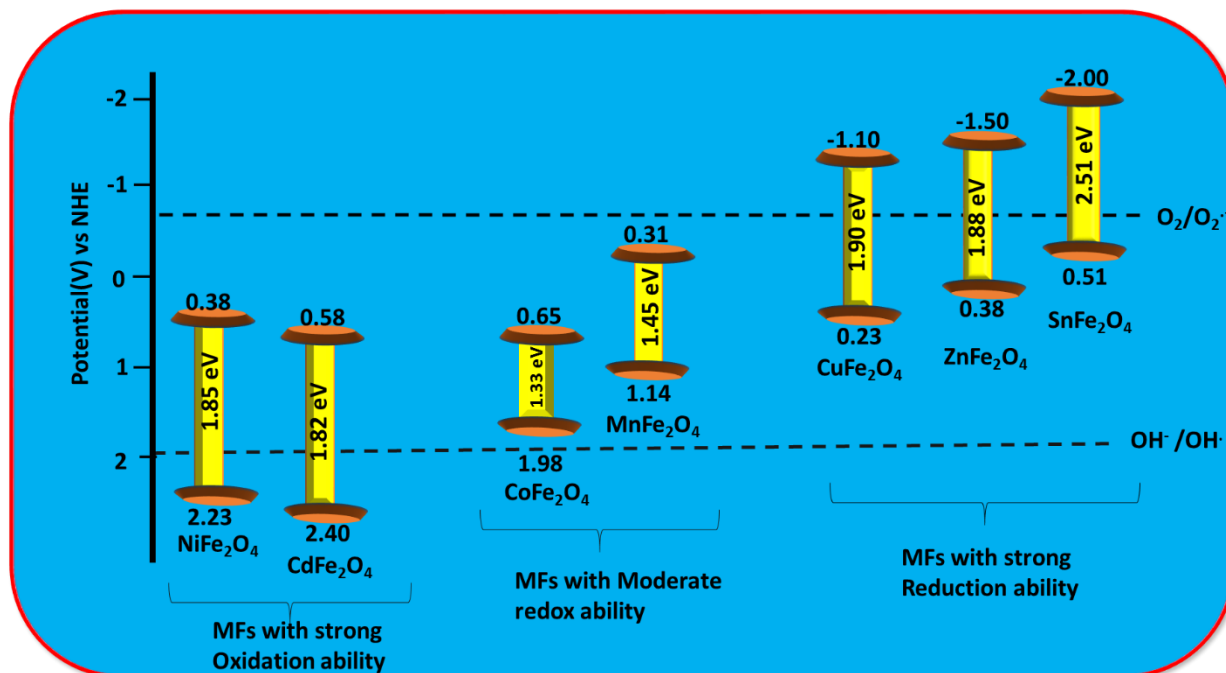 Potential(V) vs NHE
-2
-1
0
1
2
0.38
1.85 eV
2.23
NiFe₂O₄
0.58
1.82 eV
2.40
CdFe₂O₄
MFs with strong
Oxidation ability
0.65
1.33 eV
1.98
CoFe₂O₄
0.31
1.45 eV
1.14
MnFe₂O₄
MFs with Moderate
redox ability
-1.10
1.90 eV
0.23
CuFe₂O₄
-1.50
1.88 eV
0.38
ZnFe₂O₄
-2.00
2.51 eV
0.51
SnFe₂O₄
MFs with strong
Reduction ability
O₂/O₂·
OH⁻/OH·